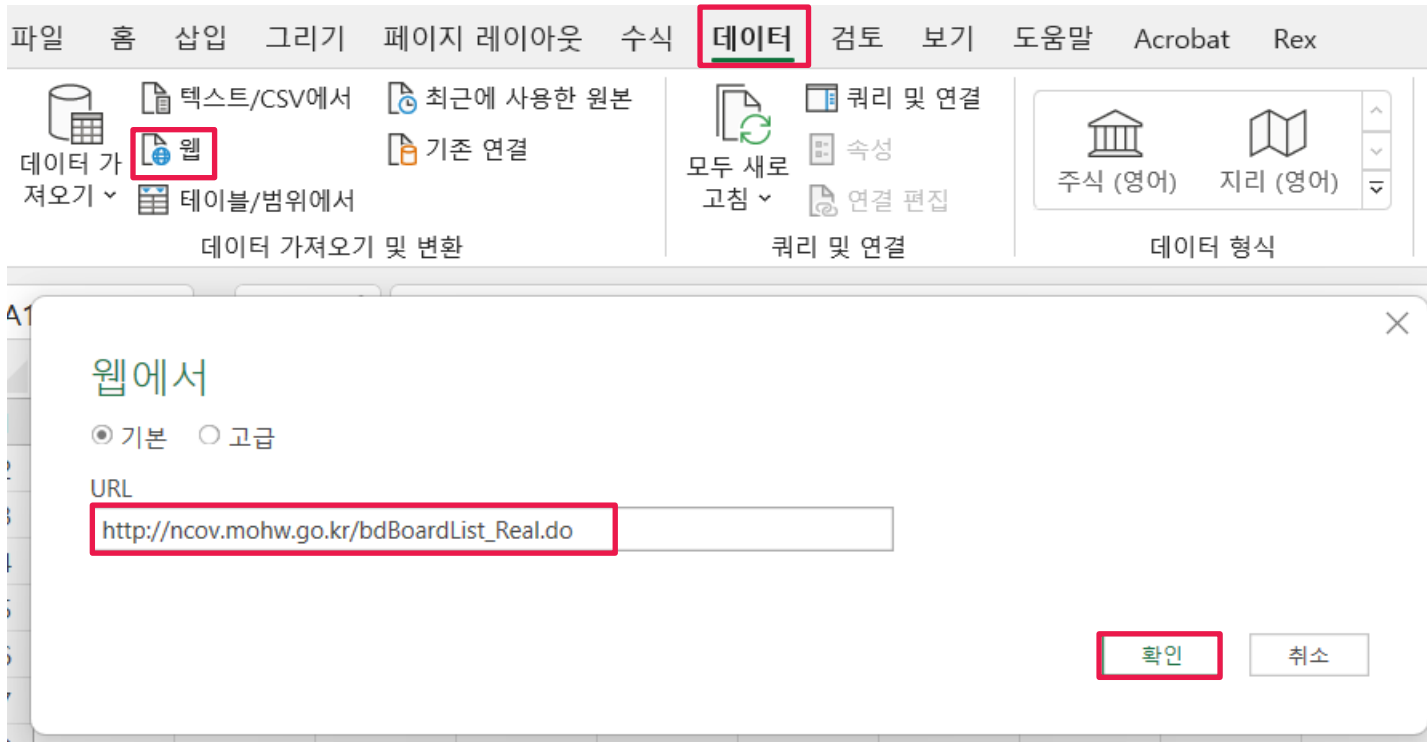 파일 홈 삽입 그리기 페이지 레이아웃 수식 데이터 검토 보기 도움말 Acrobat Rex
텍스트/CSV에서 최근에 사용한 원본 쿼리 및 연결
웹 기존 연결 속성
데이터 가져오기 모두 새로 고침 주식 (영어) 지리 (영어)
테이블/범위에서 연결 편집
데이터 가져오기 및 변환 쿼리 및 연결 데이터 형식
A1
웹에서
기본 고급
URL
http://ncov.mohw.go.kr/bdBoardList_Real.do
확인 취소